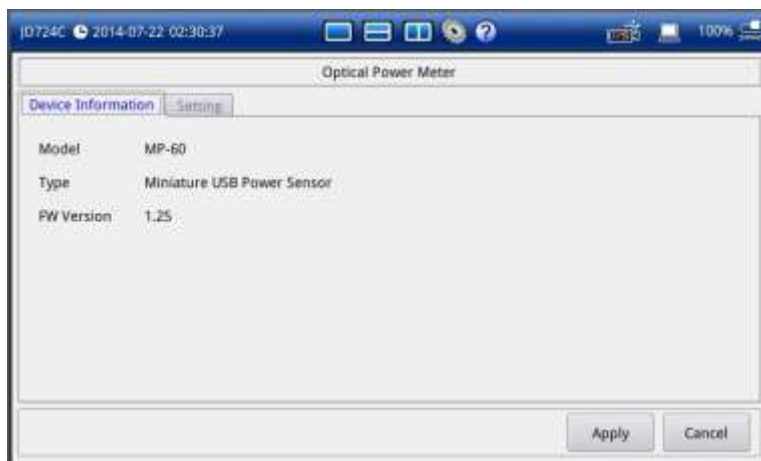 JD724C 2014-07-22 02:30:37 100%
Optical Power Meter
Device Information Setting
Model MP-60
Type Miniature USB Power Sensor
FW Version 1.25
Apply Cancel